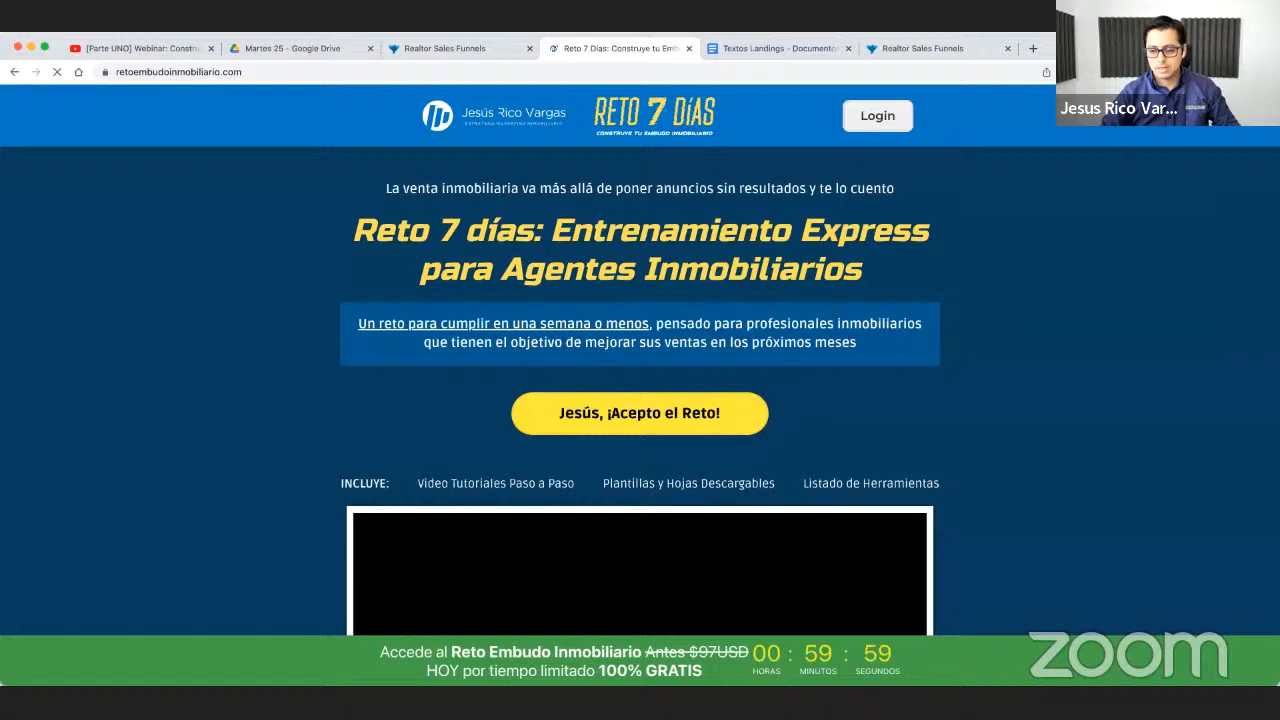 [Parte UNO] Webinar: Constru
Martes 25 - Google Drive
Realtor Sales Funnels
Reto 7 Días: Construye tu Emb
Textos Landings - Documento
Realtor Sales Funnels
retoembudoinmobiliario.com
Jesus Rico Var...
Jesús Rico Vargas
ESTRATEGA MARKETING INMOBILIARIO
RETO 7 DÍAS
CONSTRUYE TU EMBUDO INMOBILIARIO
Login
La venta inmobiliaria va más allá de poner anuncios sin resultados y te lo cuento
Reto 7 días: Entrenamiento Express
para Agentes Inmobiliarios
Un reto para cumplir en una semana o menos, pensado para profesionales inmobiliarios
que tienen el objetivo de mejorar sus ventas en los próximos meses
Jesús, ¡Acepto el Reto!
INCLUYE: Video Tutoriales Paso a Paso Plantillas y Hojas Descargables Listado de Herramientas
Accede al Reto Embudo Inmobiliario Antes $97USD
HOY por tiempo limitado 100% GRATIS
00 : 59 : 59
HORAS MINUTOS SEGUNDOS
zoom